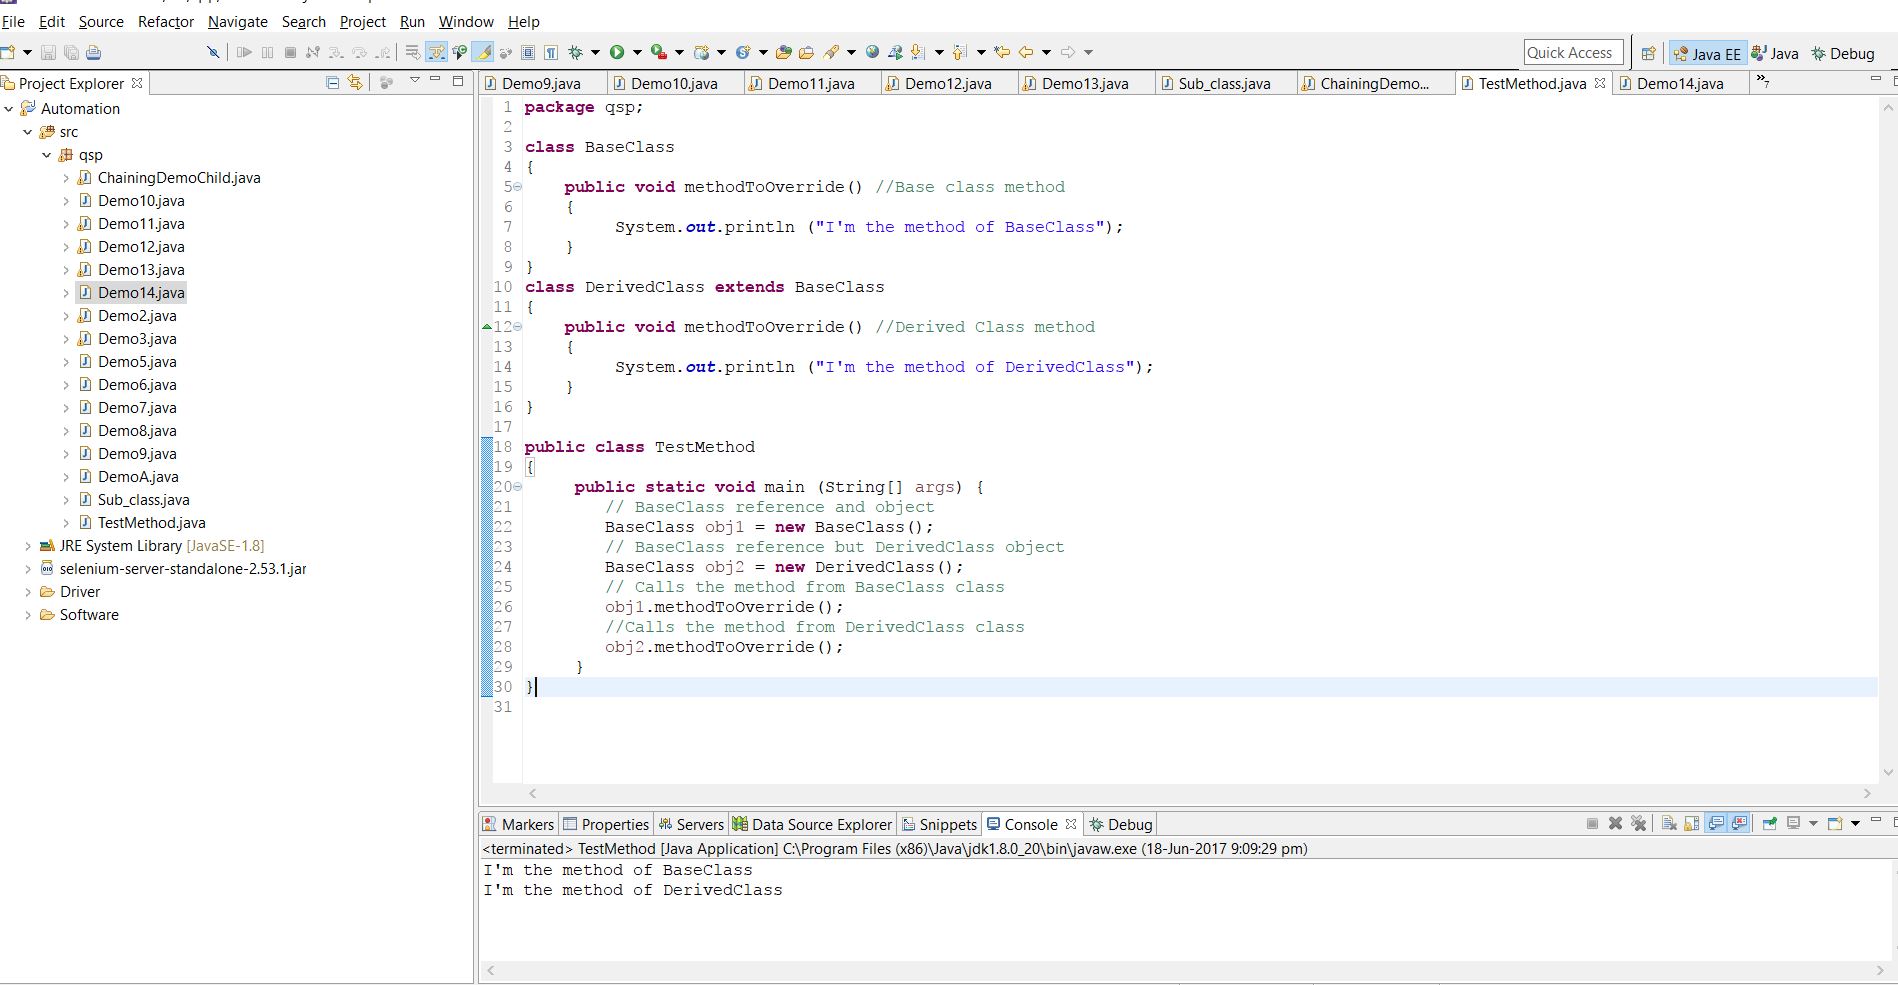 File Edit Source Refactor Navigate Search Project Run Window Help
Quick Access Java EE Java Debug
Project Explorer
Automation
src
qsp
ChainingDemoChild.java
Demo10.java
Demo11.java
Demo12.java
Demo13.java
Demo14.java
Demo2.java
Demo3.java
Demo5.java
Demo6.java
Demo7.java
Demo8.java
Demo9.java
DemoA.java
Sub_class.java
TestMethod.java
JRE System Library [JavaSE-1.8]
selenium-server-standalone-2.53.1.jar
Driver
Software
Demo9.java Demo10.java Demo11.java Demo12.java Demo13.java Sub_class.java ChainingDemo... TestMethod.java Demo14.java »7
1 package qsp;
2
3 class BaseClass
4 {
5 public void methodToOverride() //Base class method
6 {
7 System.out.println ("I'm the method of BaseClass");
8 }
9 }
10 class DerivedClass extends BaseClass
11 {
12 public void methodToOverride() //Derived Class method
13 {
14 System.out.println ("I'm the method of DerivedClass");
15 }
16 }
17
18 public class TestMethod
19 {
20 public static void main (String[] args) {
21 // BaseClass reference and object
22 BaseClass obj1 = new BaseClass();
23 // BaseClass reference but DerivedClass object
24 BaseClass obj2 = new DerivedClass();
25 // Calls the method from BaseClass class
26 obj1.methodToOverride();
27 //Calls the method from DerivedClass class
28 obj2.methodToOverride();
29 }
30 }
31
Markers Properties Servers Data Source Explorer Snippets Console Debug
<terminated> TestMethod [Java Application] C:\Program Files (x86)\Java\jdk1.8.0_20\bin\javaw.exe (18-Jun-2017 9:09:29 pm)
I'm the method of BaseClass
I'm the method of DerivedClass